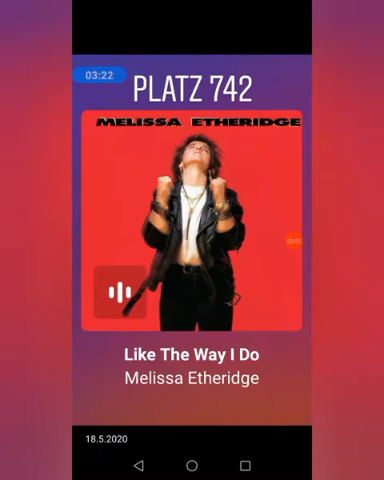 03:22
PLATZ 742
MELISSA ETHERIDGE
Like The Way I Do
Melissa Etheridge
18.5.2020